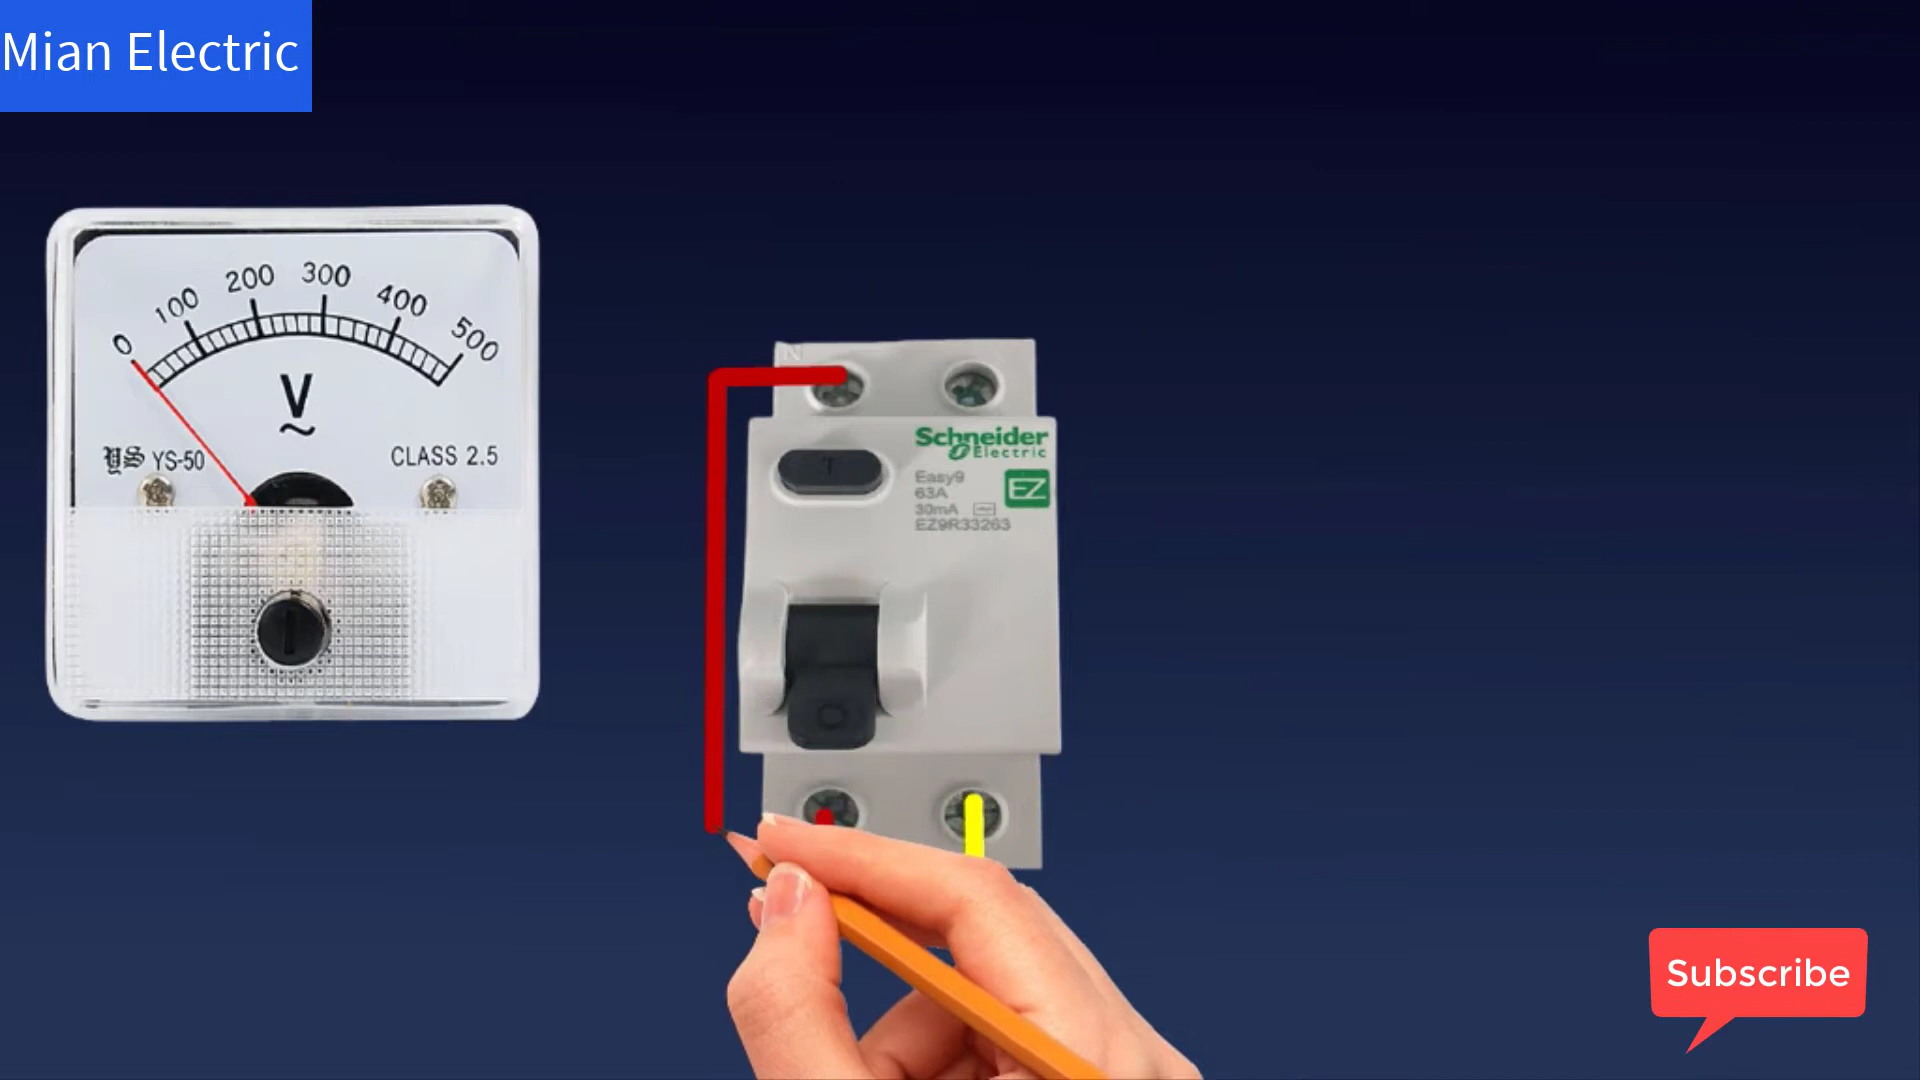 Mian Electric
0 100 200 300 400 500
V
YS-50
CLASS 2.5
N
Schneider
Electric
T
Easy9
63A
EZ
30mA
EZ9R33263
Subscribe